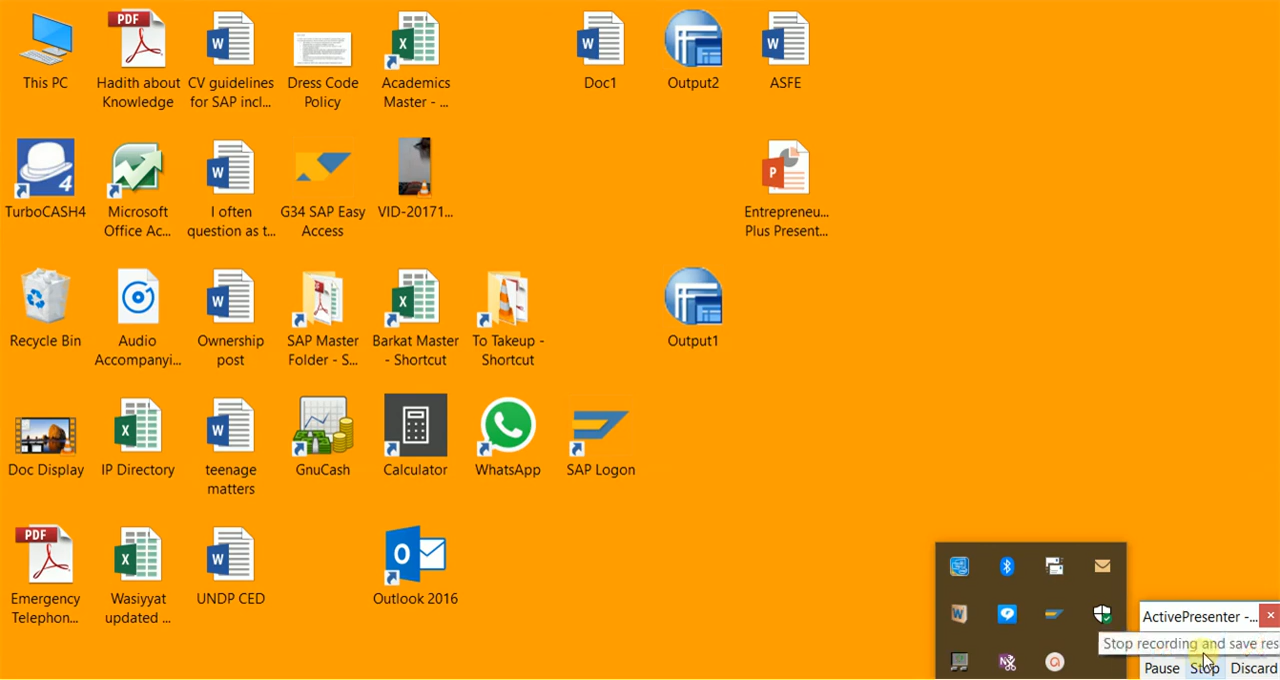 This PC
PDF
Hadith about
Knowledge
CV guidelines
for SAP incl...
Dress Code
Policy
Academics
Master - ...
Doc1
Output2
ASFE
TurboCASH4
Microsoft
Office Ac...
I often
question as t...
G34 SAP Easy
Access
VID-20171...
Entrepreneu...
Plus Present...
Recycle Bin
Audio
Accompanyi...
Ownership
post
SAP Master
Folder - S...
Barkat Master
- Shortcut
To Takeup -
Shortcut
Output1
Doc Display
IP Directory
teenage
matters
GnuCash
Calculator
WhatsApp
SAP Logon
PDF
Emergency
Telephon...
Wasiyyat
updated ...
UNDP CED
Outlook 2016
ActivePresenter -...
Stop recording and save res
Pause Stop Discard